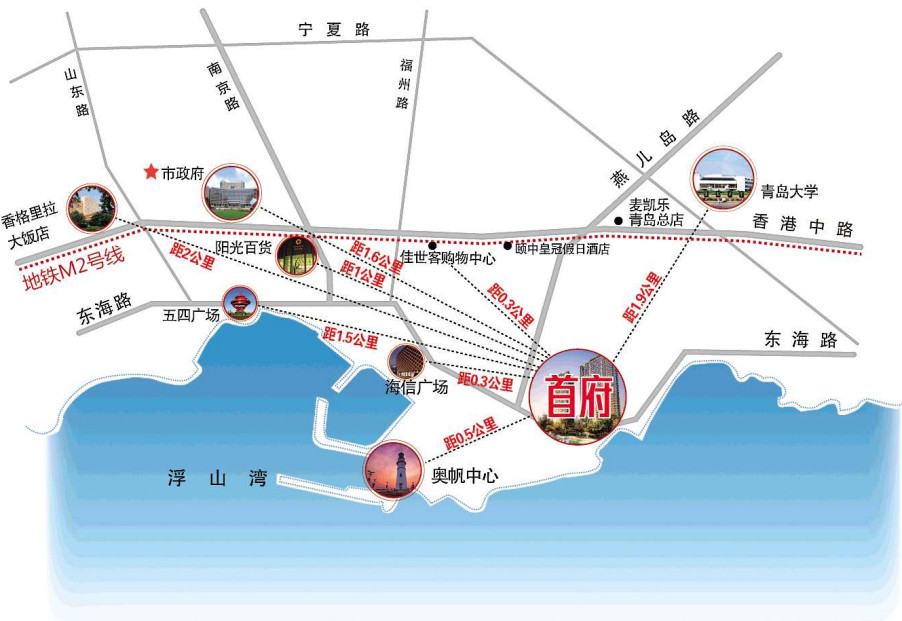 宁夏路
山东路
南京路
福州路
燕儿岛路
市政府
青岛大学
麦凯乐
青岛总店
香格里拉
大饭店
香港中路
阳光百货
佳世客购物中心
颐中皇冠假日酒店
地铁M2号线
距2公里
距1.6公里
距1公里
距0.3公里
距1.9公里
东海路
五四广场
距1.5公里
东海路
海信广场
距0.3公里
首府
距0.5公里
浮山湾
奥帆中心